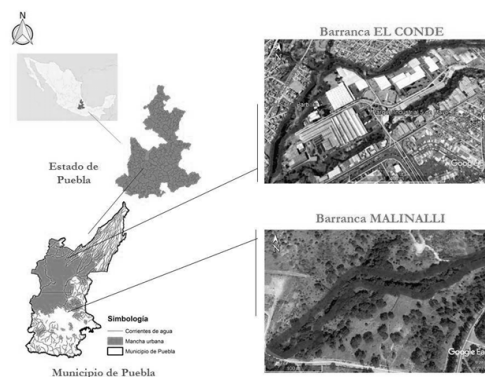 N
Barranca EL CONDE
Estado de
Puebla
Google
Barranca MALINALLI
Simbología
Corrientes de agua
Mancha urbana
Municipio de Puebla
Google Ea
Municipio de Puebla